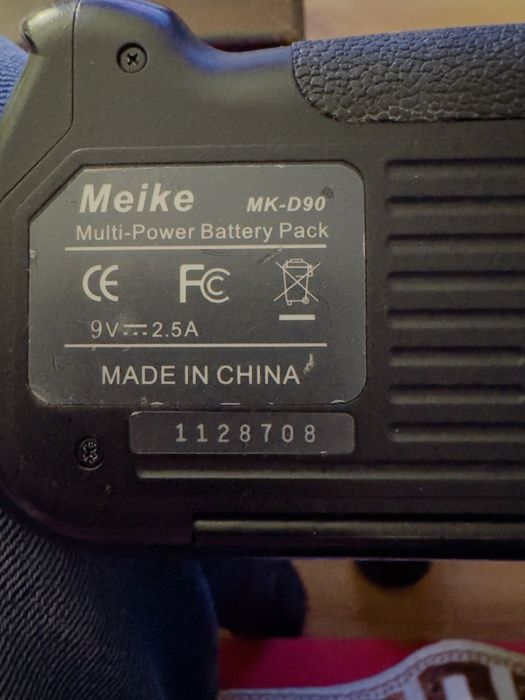 Meike MK-D90
Multi-Power Battery Pack
CE FC
9V⎓2.5A
MADE IN CHINA
1128708